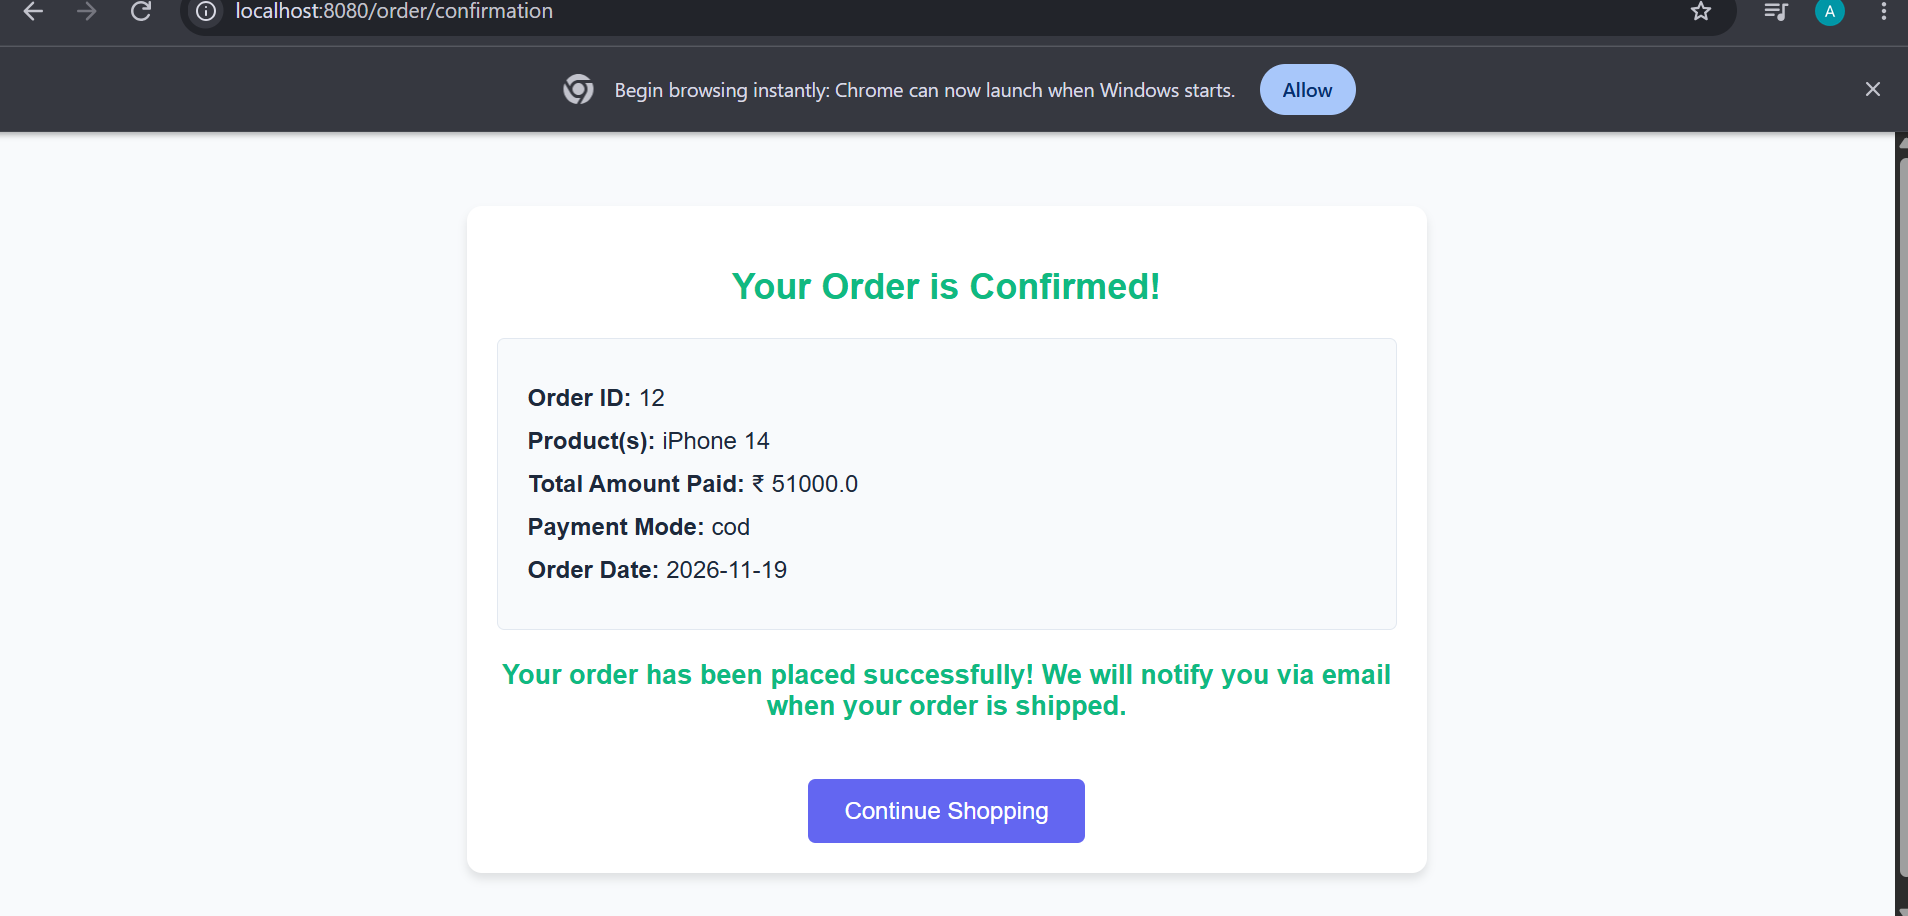 localhost:8080/order/confirmation
A
Begin browsing instantly: Chrome can now launch when Windows starts.
Allow
Your Order is Confirmed!
Order ID: 12
Product(s): iPhone 14
Total Amount Paid: ₹ 51000.0
Payment Mode: cod
Order Date: 2026-11-19
Your order has been placed successfully! We will notify you via email
when your order is shipped.
Continue Shopping